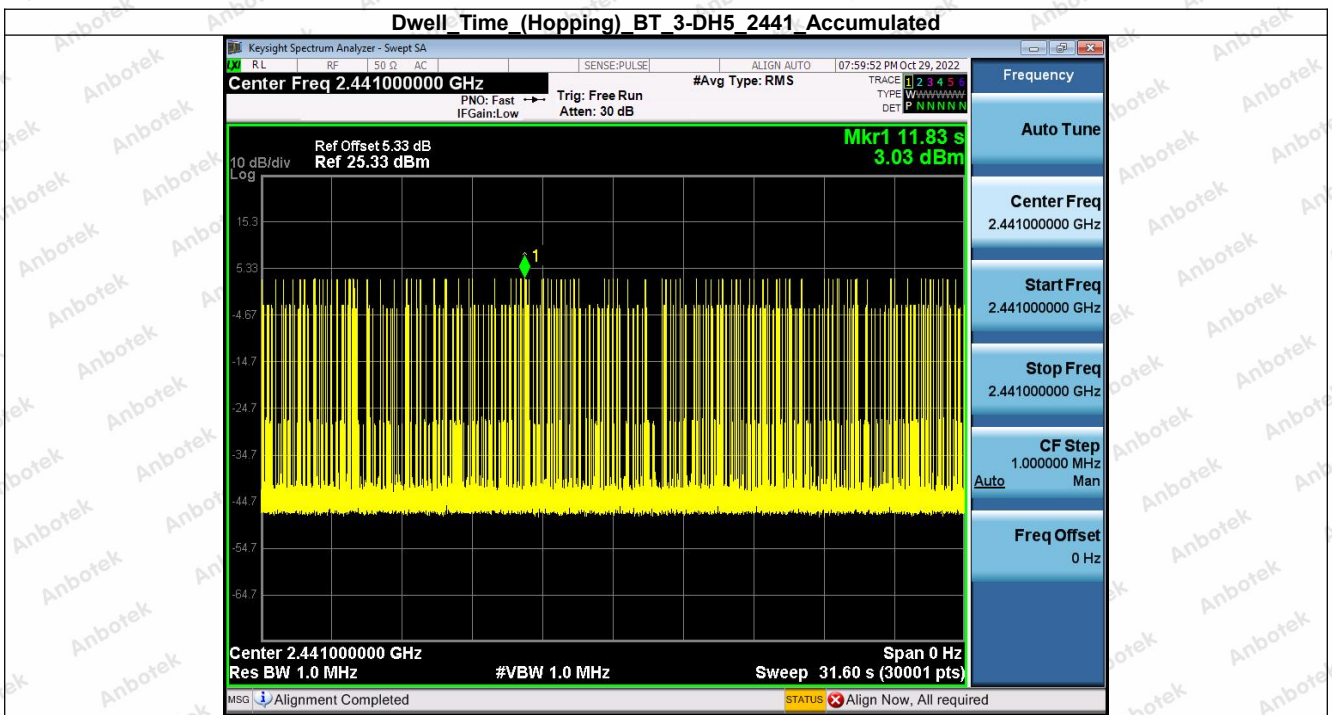 Dwell_Time_(Hopping)_BT_3-DH5_2441_Accumulated
Keysight Spectrum Analyzer - Swept SA
LXI RL RF 50 Ω AC SENSE:PULSE ALIGN AUTO 07:59:52 PM Oct 29, 2022
Center Freq 2.441000000 GHz
PNO: Fast
IFGain:Low
Trig: Free Run
Atten: 30 dB
#Avg Type: RMS
TRACE 1 2 3 4 5 6
TYPE WWWWWW
DET P N N N N N
Mkr1 11.83 s
3.03 dBm
Ref Offset 5.33 dB
10 dB/div Ref 25.33 dBm
Log
15.3
5.33
-4.67
-14.7
-24.7
-34.7
-44.7
-54.7
-64.7
1
Center 2.441000000 GHz Span 0 Hz
Res BW 1.0 MHz #VBW 1.0 MHz Sweep 31.60 s (30001 pts)
MSG Alignment Completed STATUS Align Now, All required
Frequency
Auto Tune
Center Freq
2.441000000 GHz
Start Freq
2.441000000 GHz
Stop Freq
2.441000000 GHz
CF Step
1.000000 MHz
Auto Man
Freq Offset
0 Hz
Anbotek